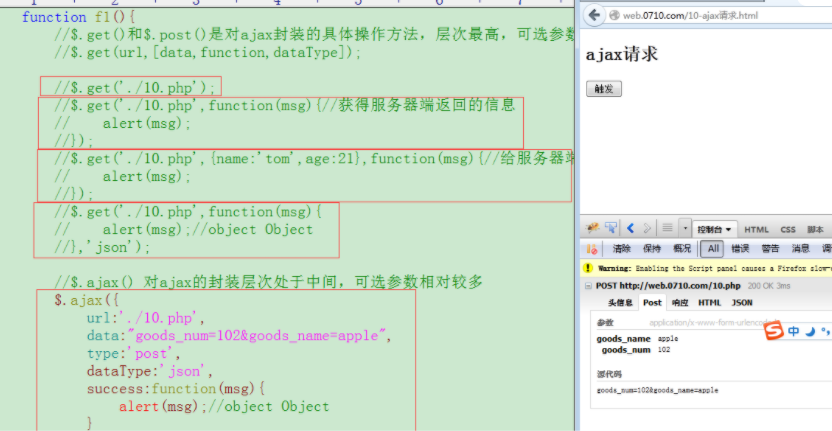 1 2 3 4 5 6 7
function f1(){
//$.get()和$.post()是对ajax封装的具体操作方法，层次最高，可选参数
//$.get(url,[data,function,dataType]);
//$.get('./10.php');
//$.get('./10.php',function(msg){//获得服务器端返回的信息
//    alert(msg);
//});
//$.get('./10.php',{name:'tom',age:21},function(msg){//给服务器端
//    alert(msg);
//});
//$.get('./10.php',function(msg){
//    alert(msg);//object Object
//},'json');
//$.ajax() 对ajax的封装层次处于中间，可选参数相对较多
$.ajax({
url:'./10.php',
data:"goods_num=102&goods_name=apple",
type:'post',
dataType:'json',
success:function(msg){
alert(msg);//object Object
}
web.0710.com/10-ajax请求.html
ajax请求
触发
控制台 HTML CSS 脚本
清除 保持 概况 All 错误 警告 消息
Warning: Enabling the Script panel causes a Firefox slow-
POST http://web.0710.com/10.php 200 OK 3ms
头信息 Post 响应 HTML JSON
参数 application/x-www-form-urlencoded
goods_name apple
goods_num 102
S 中
源代码
goods_num=102&goods_name=apple